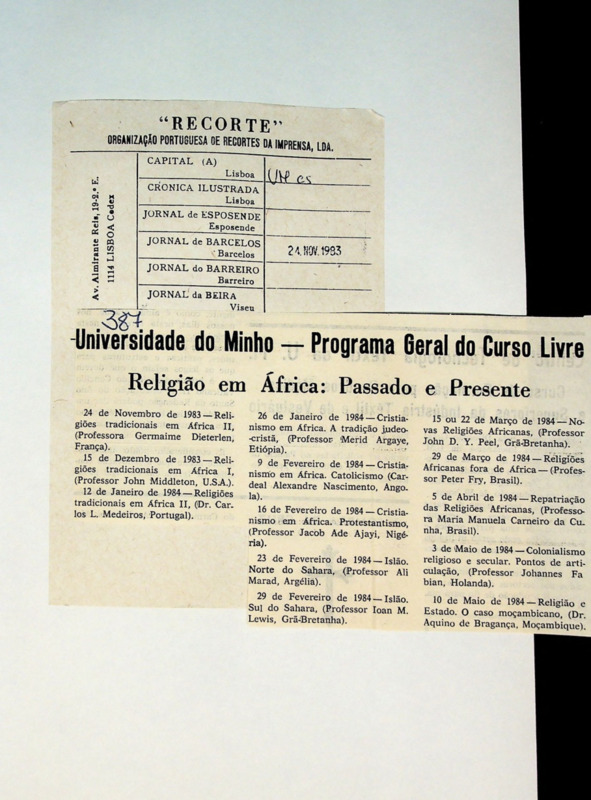 "RECORTE"
ORGANIZAÇÃO PORTUGUESA DE RECORTES DA IMPRENSA, LDA.
Av. Almirante Reis, 19-2.º E.
1114 LISBOA Codex
CAPITAL (A)
Lisboa
CRÓNICA ILUSTRADA
Lisboa
JORNAL de ESPOSENDE
Esposende
JORNAL de BARCELOS
Barcelos
24. NOV. 1983
JORNAL do BARREIRO
Barreiro
JORNAL da BEIRA
Viseu
387
Universidade do Minho — Programa Geral do Curso Livre
Religião em África: Passado e Presente
24 de Novembro de 1983 — Reli-
giões tradicionais em Africa II,
(Professora Germaime Dieterlen,
França).
15 de Dezembro de 1983 — Reli-
giões tradicionais em África I,
(Professor John Middleton, U.S.A.).
12 de Janeiro de 1984 — Religiões
tradicionais em Africa II, (Dr. Car-
los L. Medeiros, Portugal).
26 de Janeiro de 1984 — Cristia-
nismo em África. A tradição judeo-
-cristã, (Professor Merid Argaye,
Etiópia).
9 de Fevereiro de 1984 — Cristia-
nismo em África. Catolicismo (Car-
deal Alexandre Nascimento, Ango-
la).
16 de Fevereiro de 1984 — Cristia-
nismo em África. Protestantismo,
(Professor Jacob Ade Ajayi, Nigé-
ria).
23 de Fevereiro de 1984 — Islão.
Norte do Sahara, (Professor Ali
Marad, Argélia).
29 de Fevereiro de 1984 — Islão.
Sul do Sahara, (Professor Ioan M.
Lewis, Grã-Bretanha).
15 ou 22 de Março de 1984 — No-
vas Religiões Africanas, (Professor
John D. Y. Peel, Grã-Bretanha).
29 de Março de 1984 — Religiões
Africanas fora de Africa — (Profes-
sor Peter Fry, Brasil).
5 de Abril de 1984 — Repatriação
das Religiões Africanas, (Professo-
ra Maria Manuela Carneiro da Cu-
nha, Brasil).
3 de Maio de 1984 — Colonialismo
religioso e secular. Pontos de arti-
culação, (Professor Johannes Fa
bian, Holanda).
10 de Maio de 1984 — Religião e
Estado. O caso moçambicano, (Dr.
Aquino de Bragança, Moçambique).